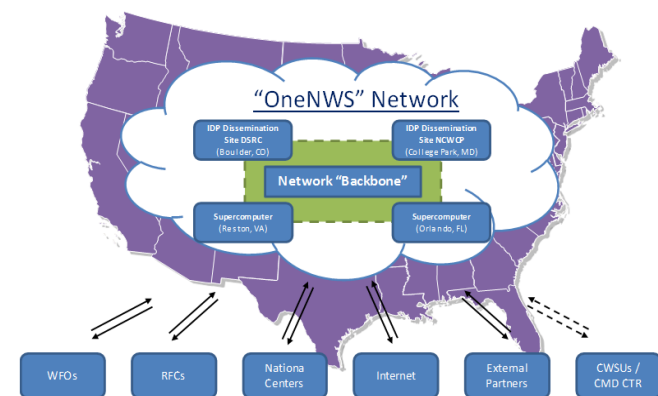 "OneNWS" Network
IDP Dissemination
Site DSRC
(Boulder, CO)
IDP Dissemination
Site NCWCP
(College Park, MD)
Network "Backbone"
Supercomputer
(Reston, VA)
Supercomputer
(Orlando, FL)
WFOs
RFCs
Nationa
Centers
Internet
External
Partners
CWSUs /
CMD CTR